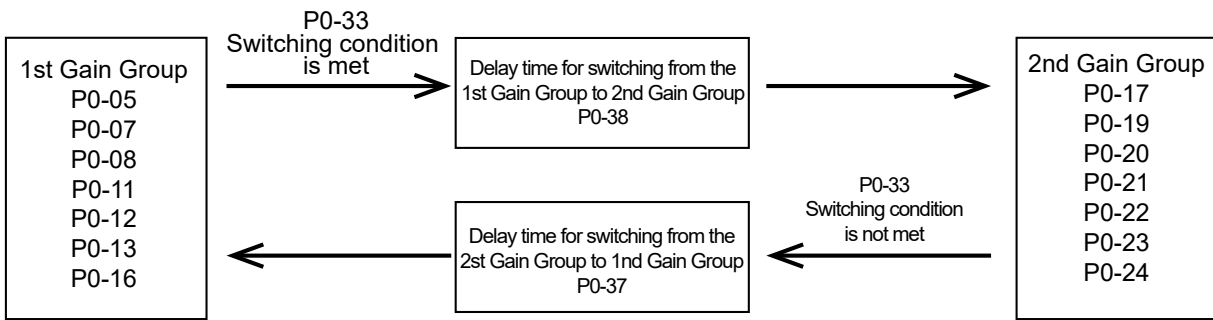 1st Gain Group
P0-05
P0-07
P0-08
P0-11
P0-12
P0-13
P0-16
P0-33
Switching condition
is met
Delay time for switching from the
1st Gain Group to 2nd Gain Group
P0-38
Delay time for switching from the
2st Gain Group to 1nd Gain Group
P0-37
P0-33
Switching condition
is not met
2nd Gain Group
P0-17
P0-19
P0-20
P0-21
P0-22
P0-23
P0-24